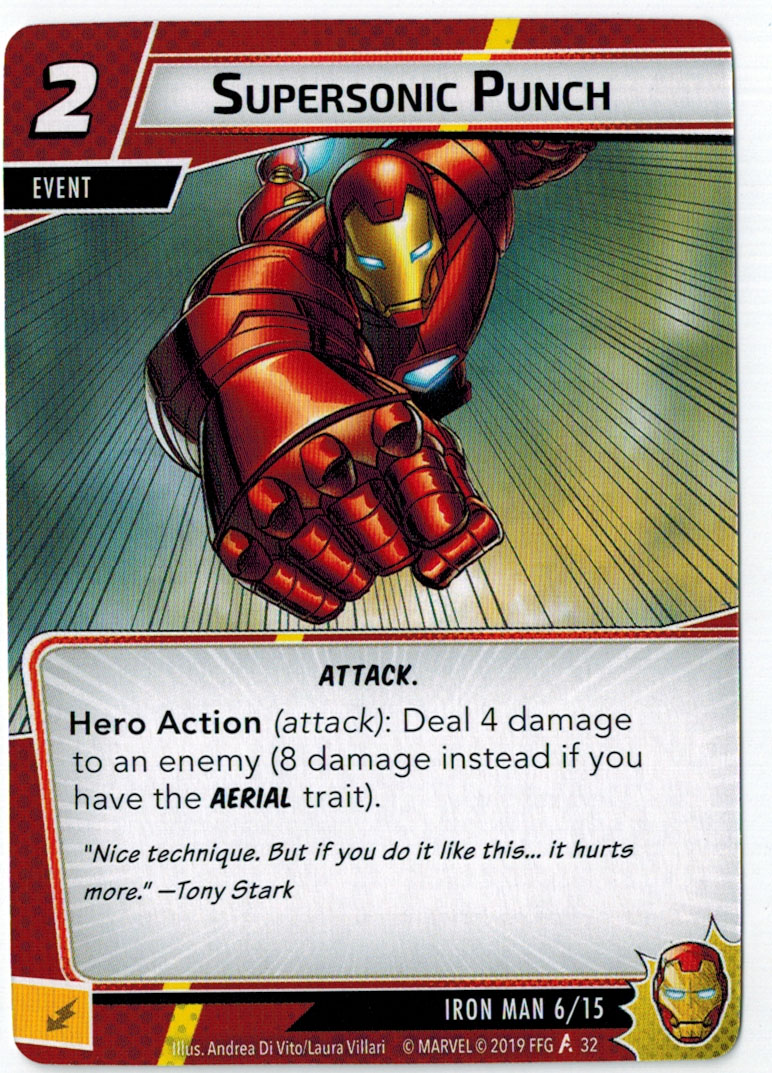 2
SUPERSONIC PUNCH
EVENT
ATTACK.
Hero Action (attack): Deal 4 damage
to an enemy (8 damage instead if you
have the AERIAL trait).
"Nice technique. But if you do it like this... it hurts
more." —Tony Stark
IRON MAN 6/15
Illus. Andrea Di Vito/Laura Villari © MARVEL © 2019 FFG 32